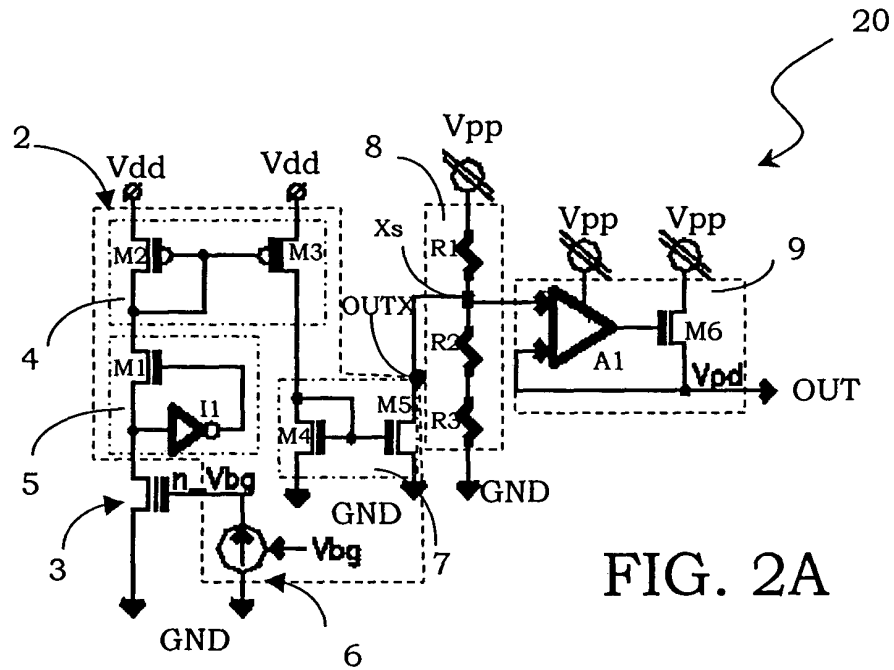 20
2
Vdd
Vdd
8
Vpp
Xs
Vpp
Vpp
9
M2
M3
R1
OUTX
4
M1
R2
A1
M6
Vpd
OUT
I1
5
M4
M5
R3
n_Vbg
GND
GND
3
Vbg
7
GND
6
FIG. 2A